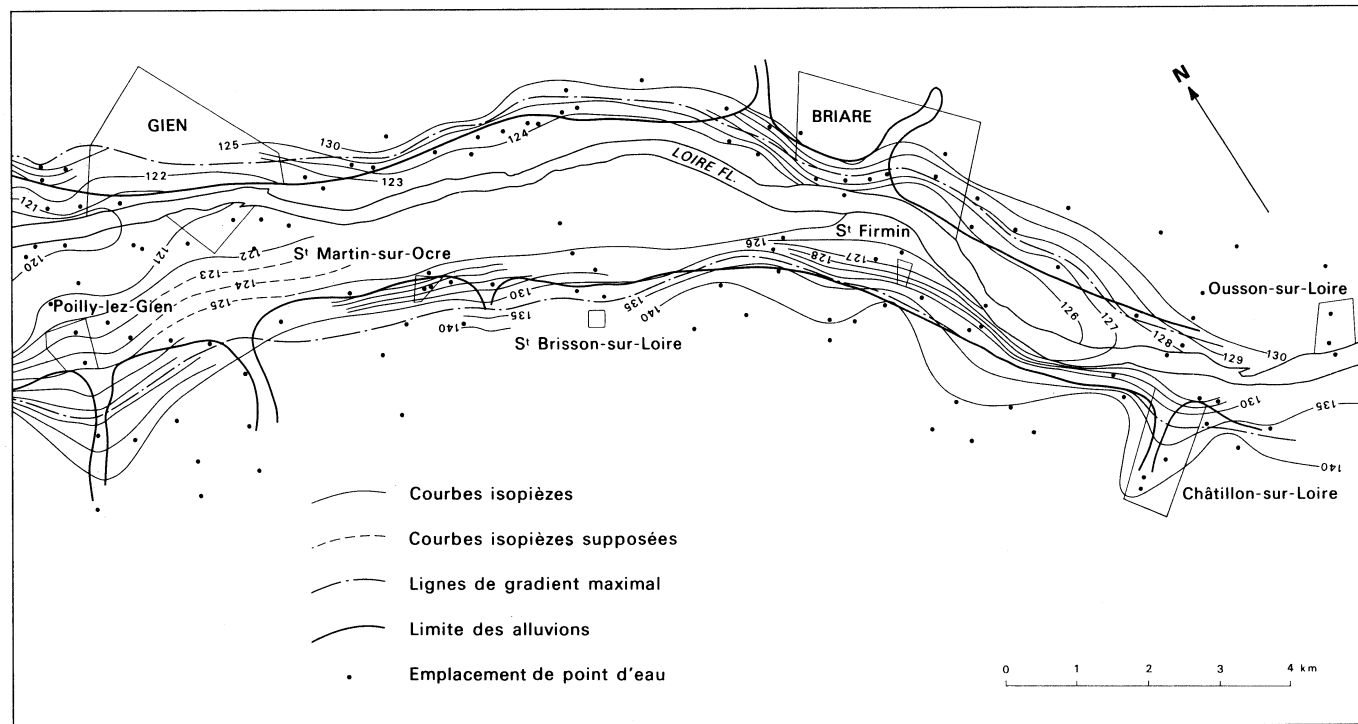 N
GIEN
BRIARE
125
130
124
LOIRE FL.
122
123
121
120
121
St Martin-sur-Ocre
122
123
124
125
Poilly-lez-Gien
St Firmin
126
127
128
130
135
140
135
140
St Brisson-sur-Loire
Ousson-sur-Loire
126
127
128
129
130
130
135
140
Châtillon-sur-Loire
Courbes isopièzes
Courbes isopièzes supposées
Lignes de gradient maximal
Limite des alluvions
Emplacement de point d'eau
0 1 2 3 4 km